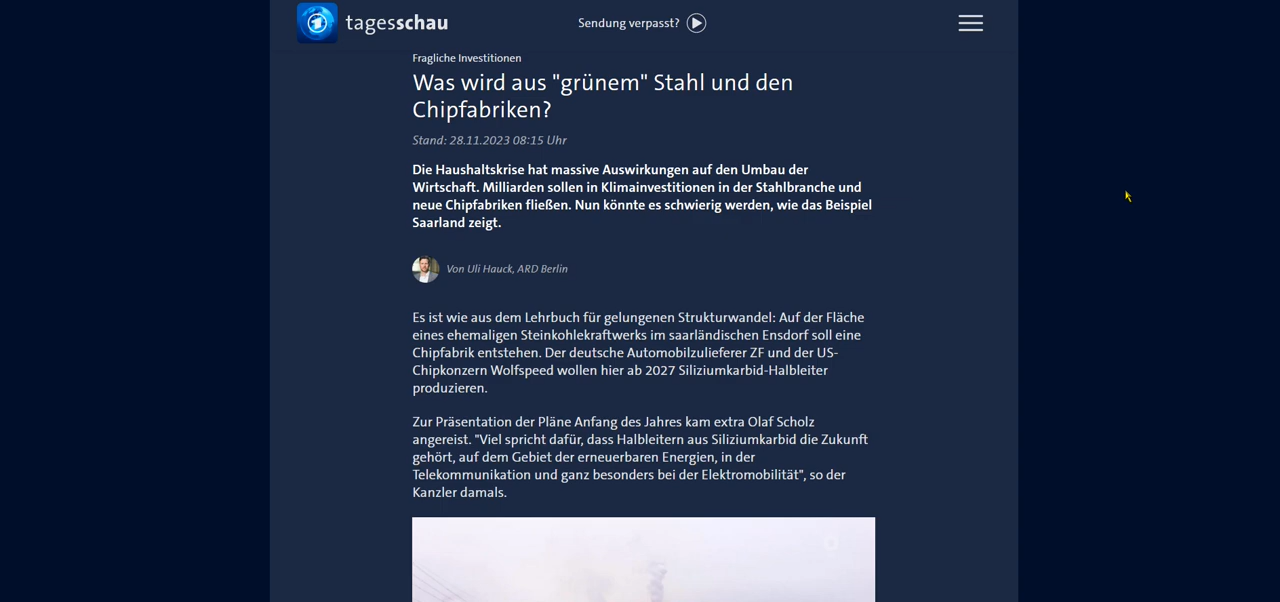 tagesschau
Sendung verpasst?
Fragliche Investitionen
Was wird aus "grünem" Stahl und den
Chipfabriken?
Stand: 28.11.2023 08:15 Uhr
Die Haushaltskrise hat massive Auswirkungen auf den Umbau der
Wirtschaft. Milliarden sollen in Klimainvestitionen in der Stahlbranche und
neue Chipfabriken fließen. Nun könnte es schwierig werden, wie das Beispiel
Saarland zeigt.
Von Uli Hauck, ARD Berlin
Es ist wie aus dem Lehrbuch für gelungenen Strukturwandel: Auf der Fläche
eines ehemaligen Steinkohlekraftwerks im saarländischen Ensdorf soll eine
Chipfabrik entstehen. Der deutsche Automobilzulieferer ZF und der US-
Chipkonzern Wolfspeed wollen hier ab 2027 Siliziumkarbid-Halbleiter
produzieren.
Zur Präsentation der Pläne Anfang des Jahres kam extra Olaf Scholz
angereist. "Viel spricht dafür, dass Halbleitern aus Siliziumkarbid die Zukunft
gehört, auf dem Gebiet der erneuerbaren Energien, in der
Telekommunikation und ganz besonders bei der Elektromobilität", so der
Kanzler damals.